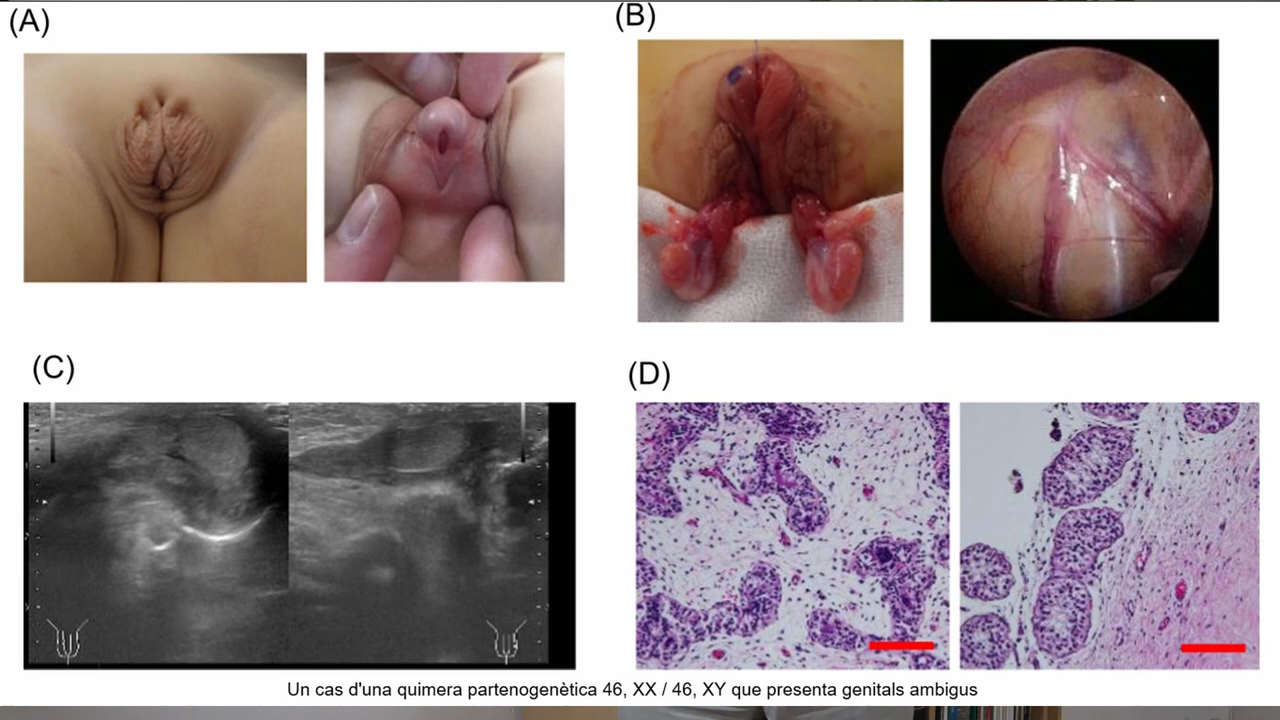 (A)
(B)
(C)
(D)
Un cas d'una quimera partenogenètica 46, XX / 46, XY que presenta genitals ambigus